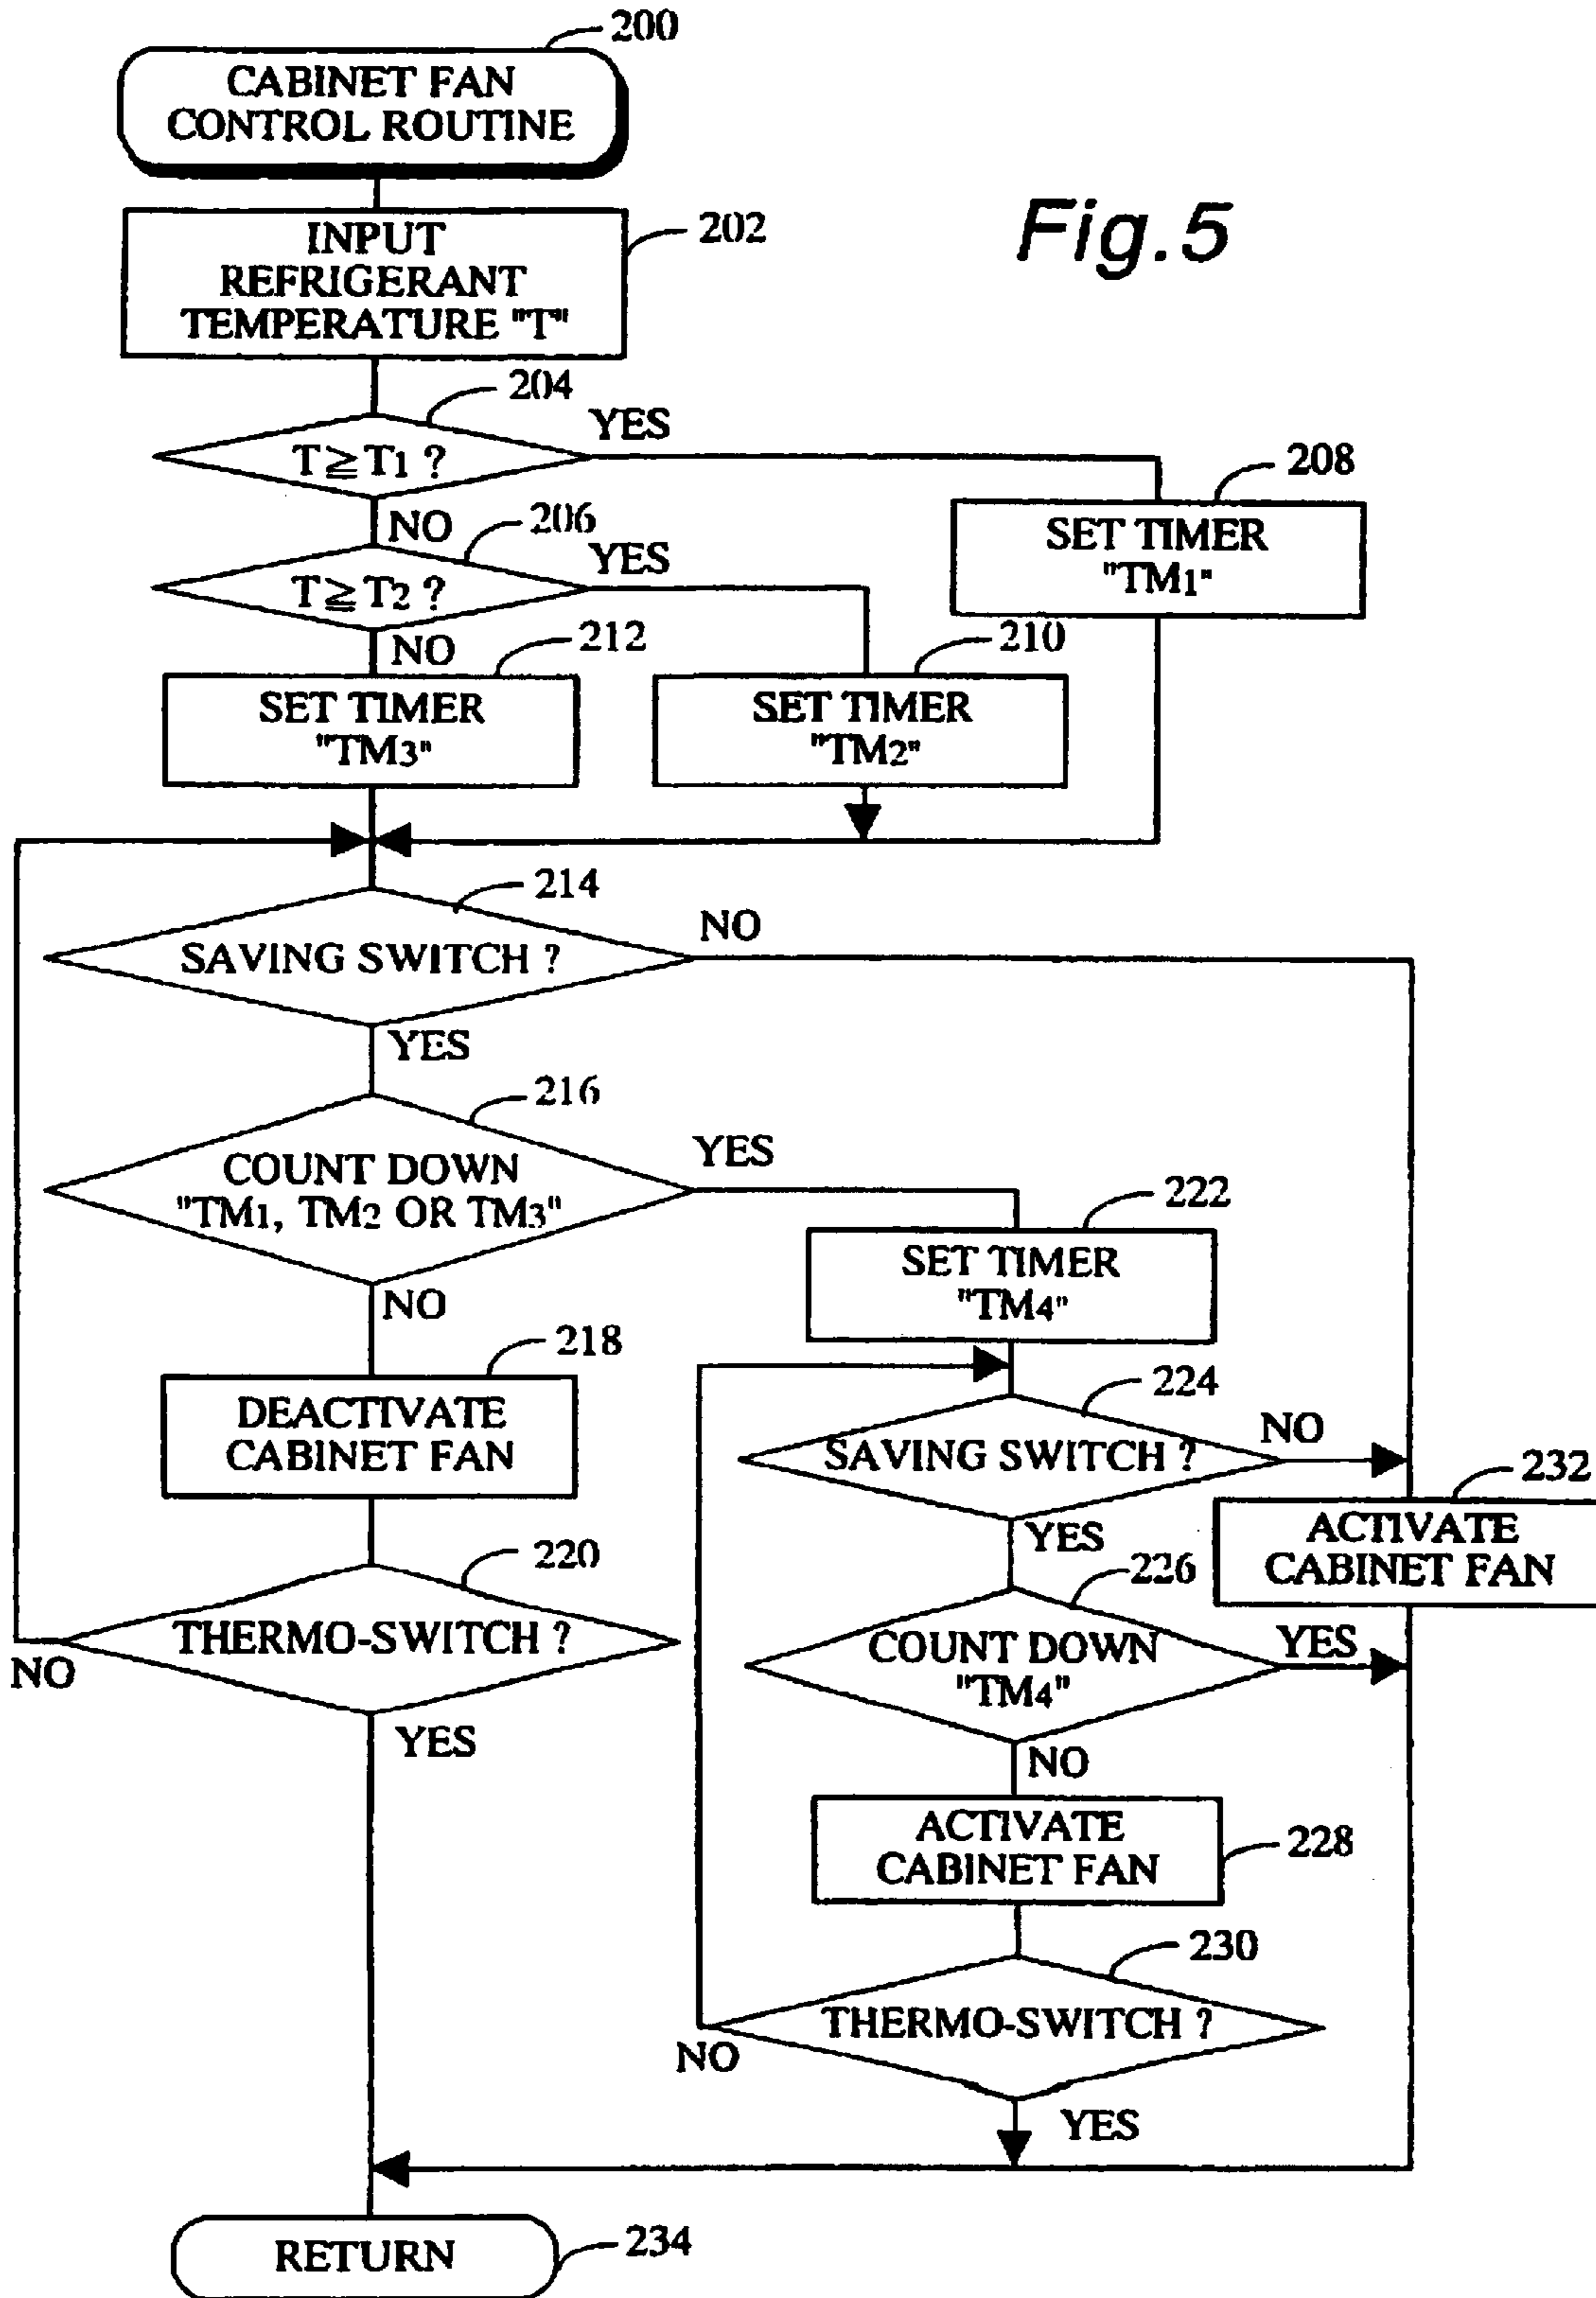 200
CABINET FAN
CONTROL ROUTINE
Fig.5
202
INPUT
REFRIGERANT
TEMPERATURE "T"
204
YES
T≧T1 ?
208
SET TIMER
"TM1"
NO
206
YES
T≧T2 ?
NO
212
SET TIMER
"TM3"
210
SET TIMER
"TM2"
214
NO
SAVING SWITCH ?
YES
216
YES
COUNT DOWN
"TM1, TM2 OR TM3"
NO
222
SET TIMER
"TM4"
218
DEACTIVATE
CABINET FAN
224
NO
SAVING SWITCH ?
YES
232
ACTIVATE
CABINET FAN
220
THERMO-SWITCH ?
NO
YES
226
YES
COUNT DOWN
"TM4"
NO
ACTIVATE
CABINET FAN
228
230
THERMO-SWITCH ?
NO
YES
RETURN
234